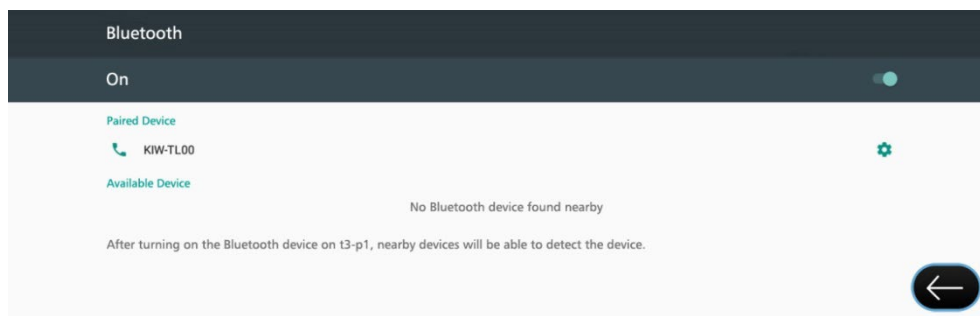 Bluetooth
On
Paired Device
KIW-TL00
Available Device
No Bluetooth device found nearby
After turning on the Bluetooth device on t3-p1, nearby devices will be able to detect the device.